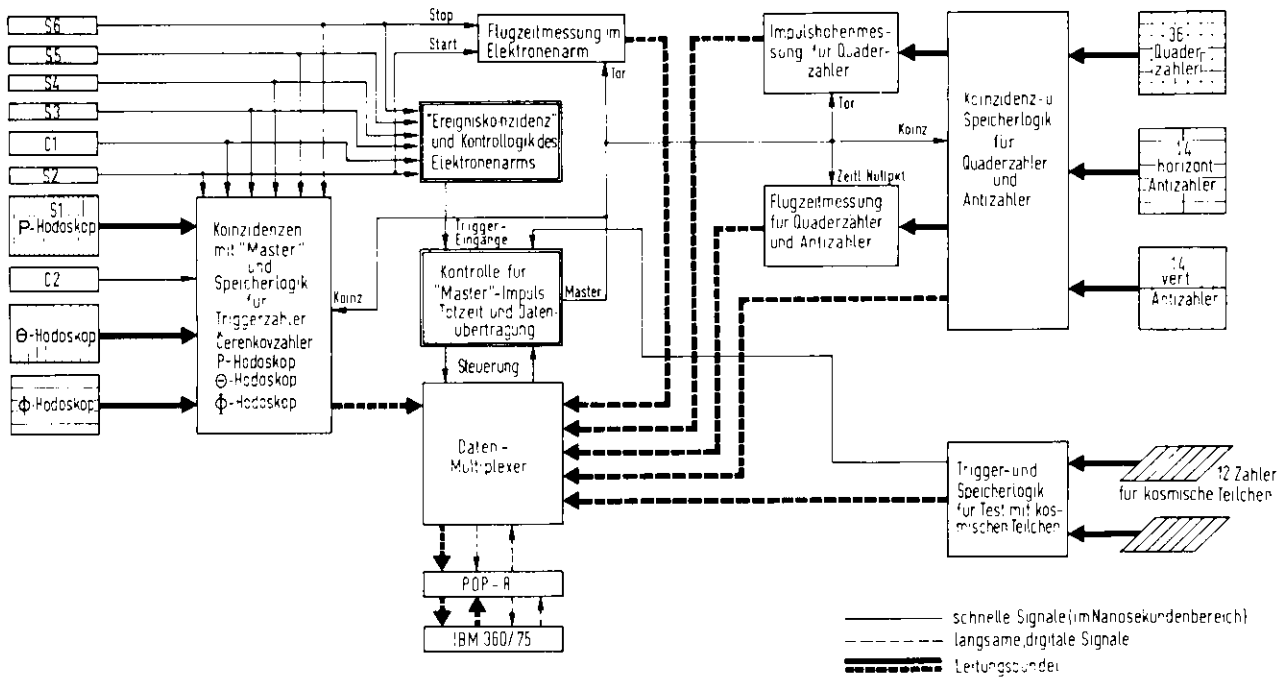 S6
S5
S4
S3
C1
S2
S1
P-Hodoskop
C2
Θ-Hodoskop
Φ-Hodoskop
Stop
Start
Flugzeitmessung im
Elektronenarm
Tor
"Ereigniskoinzidenz"
und Kontrollogik des
Elektronenarms
Koinzidenzen
mit "Master"
und
Speicherlogik
für
Triggerzähler
Čerenkovzähler
P-Hodoskop
Θ-Hodoskop
Φ-Hodoskop
Koinz
Trigger-
Eingänge
Kontrolle für
"Master"-Impuls
Totzeit und Daten-
übertragung
Master
Steuerung
Daten-
Multiplexer
PDP-8
IBM 360/75
Impulshöhenmes-
sung für Quader-
zähler
Tor
Koinz
Zeitl Nullpkt
Flugzeitmessung
für Quaderzähler
und Antizähler
Koinzidenz-u
Speicherlogik
für
Quaderzähler
und
Antizähler
36
Quader-
zähler
14
horizont
Antizähler
14
vert
Antizähler
Trigger-und
Speicherlogik
für Test mit kos-
mischen Teilchen
12 Zähler
für kosmische Teilchen
schnelle Signale (im Nanosekundenbereich)
langsame, digitale Signale
Leitungsbündel